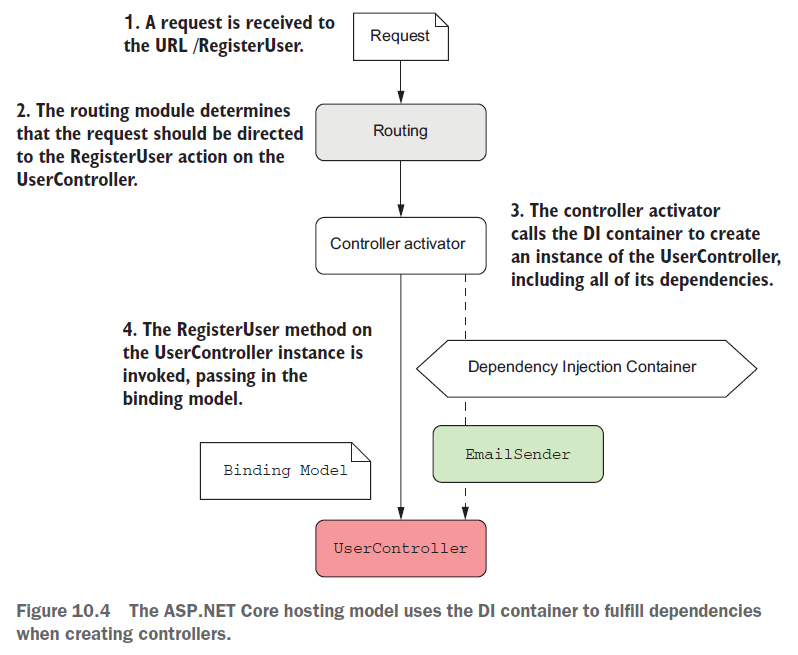 1. A request is received to
the URL /RegisterUser.
Request
2. The routing module determines
that the request should be directed
to the RegisterUser action on the
UserController.
Routing
Controller activator
3. The controller activator
calls the DI container to create
an instance of the UserController,
including all of its dependencies.
4. The RegisterUser method on
the UserController instance is
invoked, passing in the
binding model.
Dependency Injection Container
EmailSender
Binding Model
UserController
Figure 10.4 The ASP.NET Core hosting model uses the DI container to fulfill dependencies
when creating controllers.